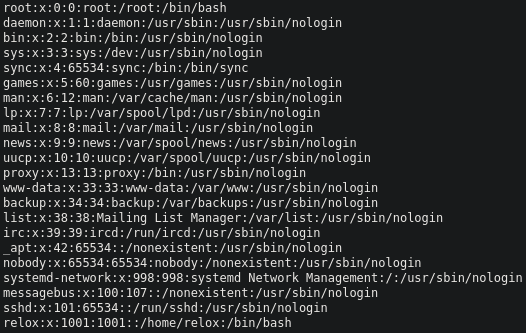 root:x:0:0:root:/root:/bin/bash
daemon:x:1:1:daemon:/usr/sbin:/usr/sbin/nologin
bin:x:2:2:bin:/bin:/usr/sbin/nologin
sys:x:3:3:sys:/dev:/usr/sbin/nologin
sync:x:4:65534:sync:/bin:/bin/sync
games:x:5:60:games:/usr/games:/usr/sbin/nologin
man:x:6:12:man:/var/cache/man:/usr/sbin/nologin
lp:x:7:7:lp:/var/spool/lpd:/usr/sbin/nologin
mail:x:8:8:mail:/var/mail:/usr/sbin/nologin
news:x:9:9:news:/var/spool/news:/usr/sbin/nologin
uucp:x:10:10:uucp:/var/spool/uucp:/usr/sbin/nologin
proxy:x:13:13:proxy:/bin:/usr/sbin/nologin
www-data:x:33:33:www-data:/var/www:/usr/sbin/nologin
backup:x:34:34:backup:/var/backups:/usr/sbin/nologin
list:x:38:38:Mailing List Manager:/var/list:/usr/sbin/nologin
irc:x:39:39:ircd:/run/ircd:/usr/sbin/nologin
_apt:x:42:65534::/nonexistent:/usr/sbin/nologin
nobody:x:65534:65534:nobody:/nonexistent:/usr/sbin/nologin
systemd-network:x:998:998:systemd Network Management:/:/usr/sbin/nologin
messagebus:x:100:107::/nonexistent:/usr/sbin/nologin
sshd:x:101:65534::/run/sshd:/usr/sbin/nologin
relox:x:1001:1001::/home/relox:/bin/bash